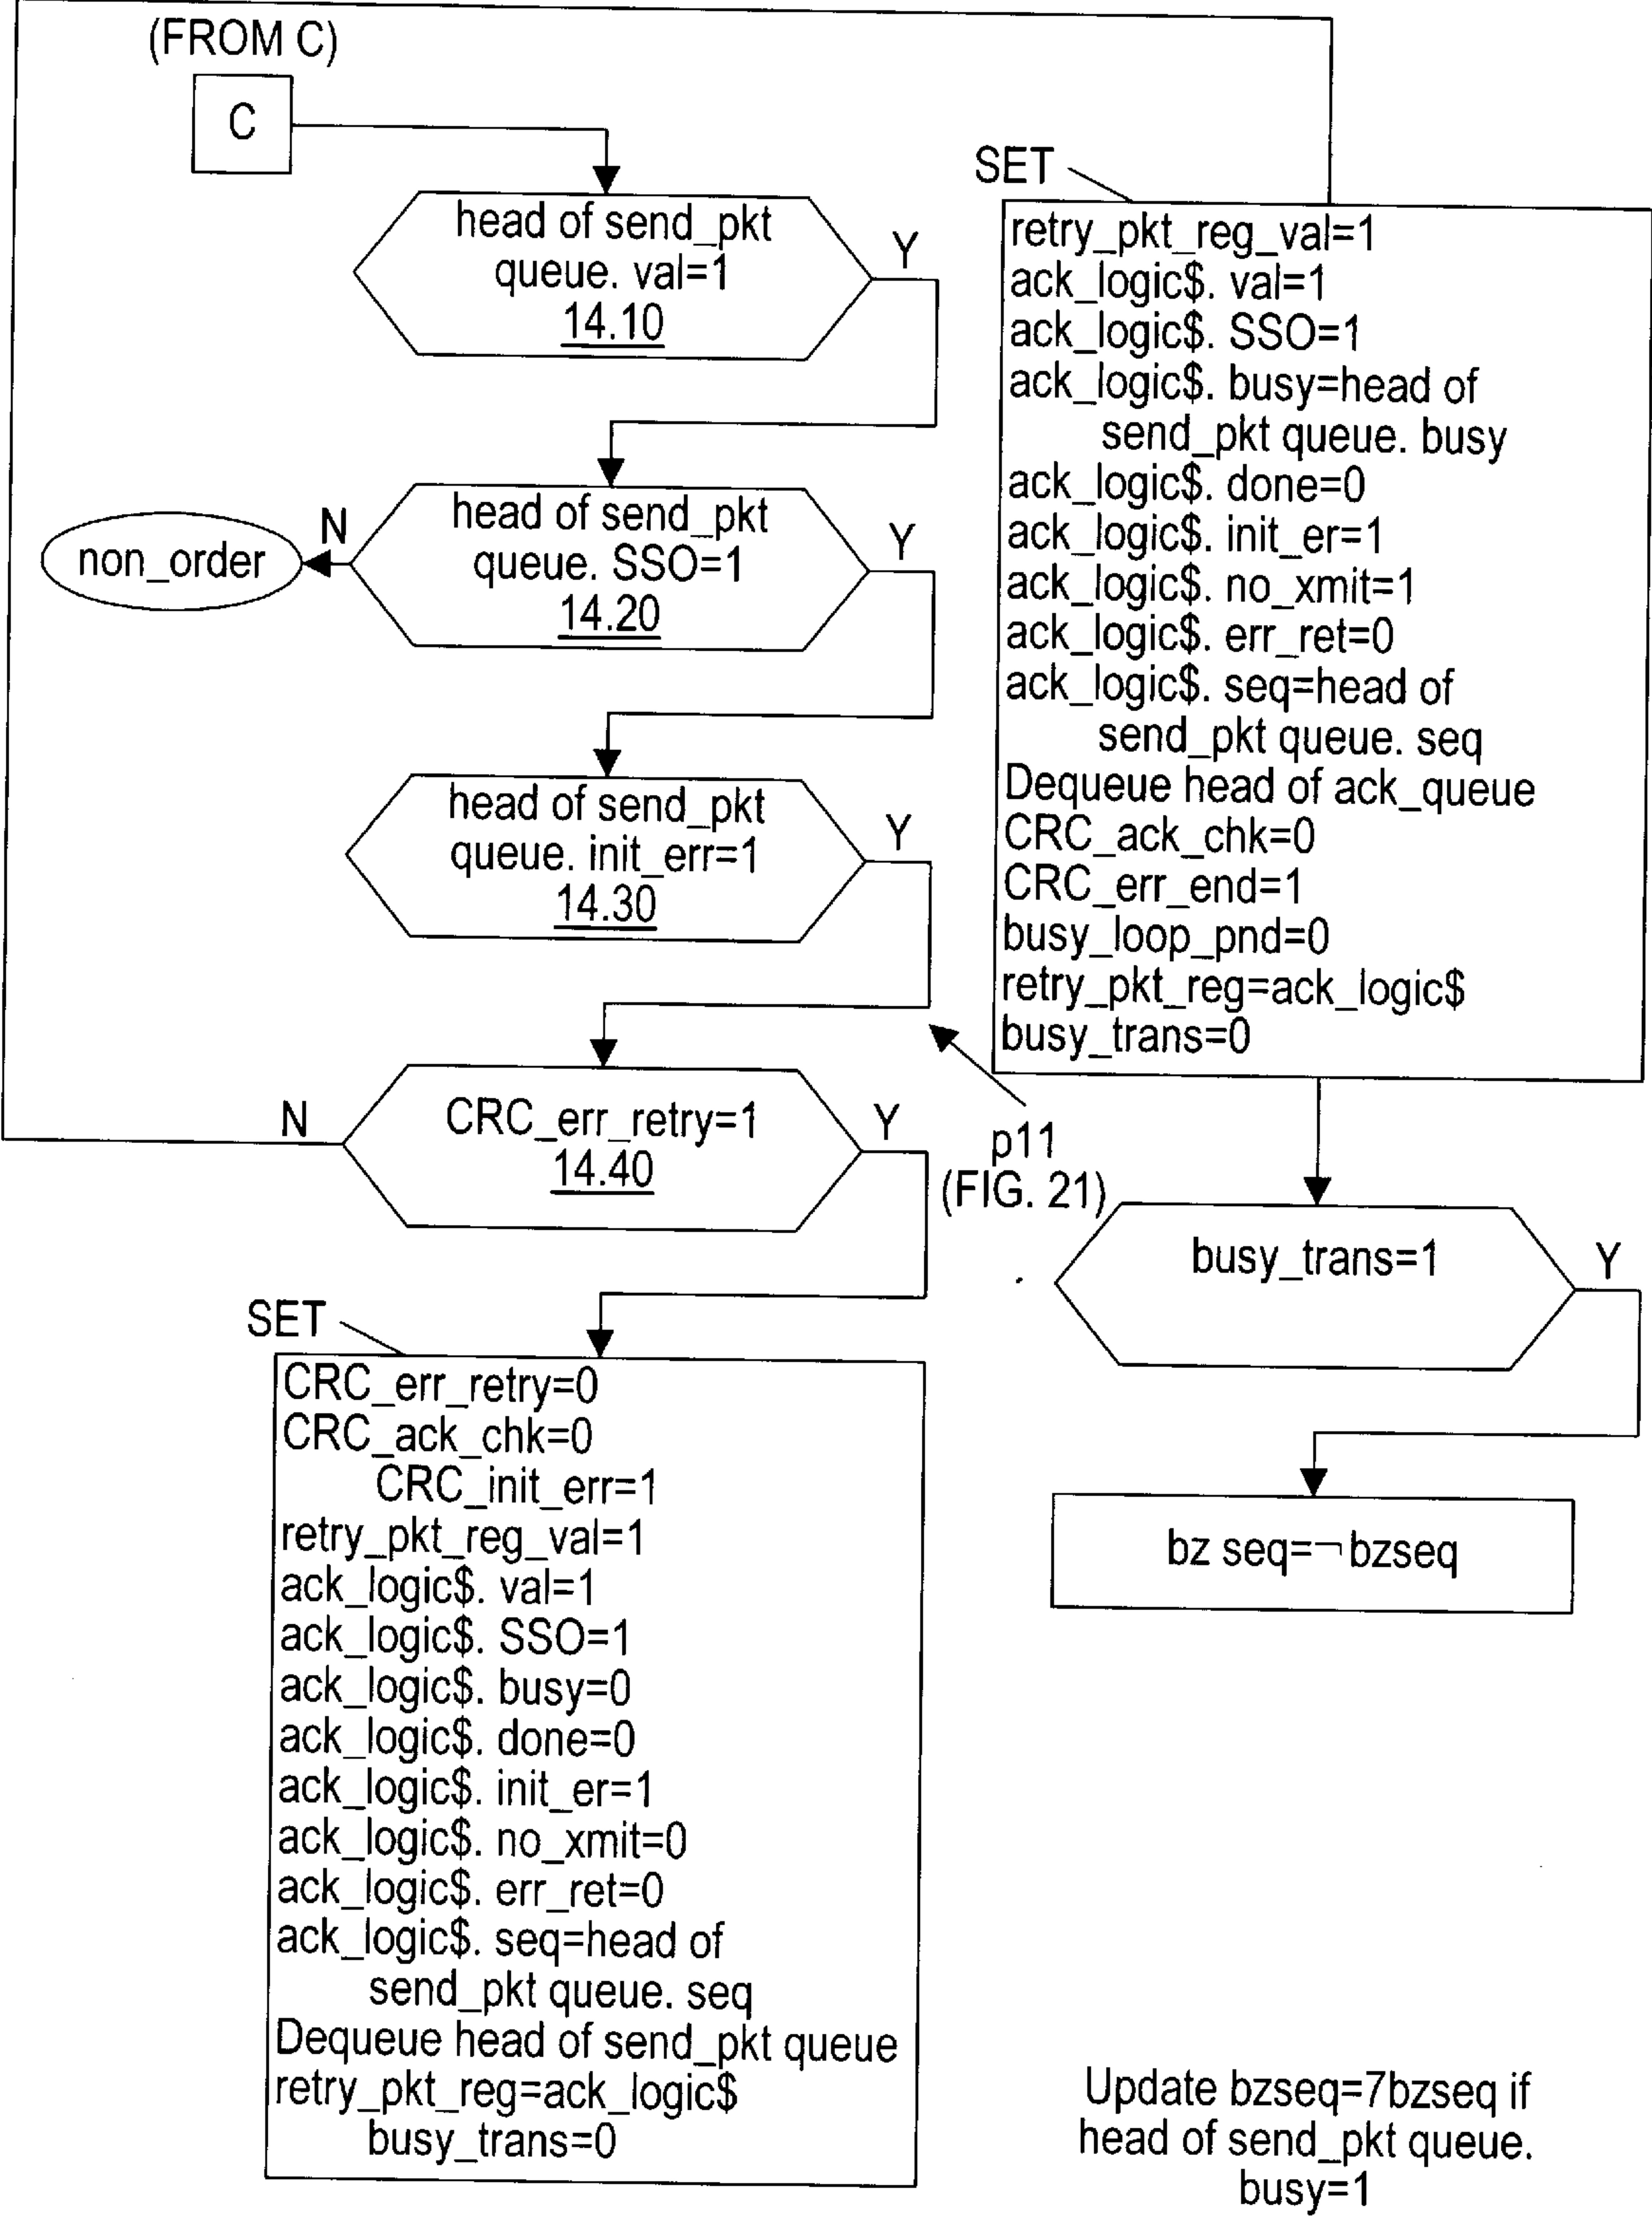 (FROM C)
C
head of send_pkt
queue. val=1
14.10
Y
head of send_pkt
queue. SSO=1
14.20
N
Y
non_order
head of send_pkt
queue. init_err=1
14.30
Y
CRC_err_retry=1
14.40
N
Y
p11
(FIG. 21)
SET
CRC_err_retry=0
CRC_ack_chk=0
CRC_init_err=1
retry_pkt_reg_val=1
ack_logic$. val=1
ack_logic$. SSO=1
ack_logic$. busy=0
ack_logic$. done=0
ack_logic$. init_er=1
ack_logic$. no_xmit=0
ack_logic$. err_ret=0
ack_logic$. seq=head of
send_pkt queue. seq
Dequeue head of send_pkt queue
retry_pkt_reg=ack_logic$
busy_trans=0
SET
retry_pkt_reg_val=1
ack_logic$. val=1
ack_logic$. SSO=1
ack_logic$. busy=head of
send_pkt queue. busy
ack_logic$. done=0
ack_logic$. init_er=1
ack_logic$. no_xmit=1
ack_logic$. err_ret=0
ack_logic$. seq=head of
send_pkt queue. seq
Dequeue head of ack_queue
CRC_ack_chk=0
CRC_err_end=1
busy_loop_pnd=0
retry_pkt_reg=ack_logic$
busy_trans=0
busy_trans=1
Y
bz seq=¬bzseq
Update bzseq=7bzseq if
head of send_pkt queue.
busy=1